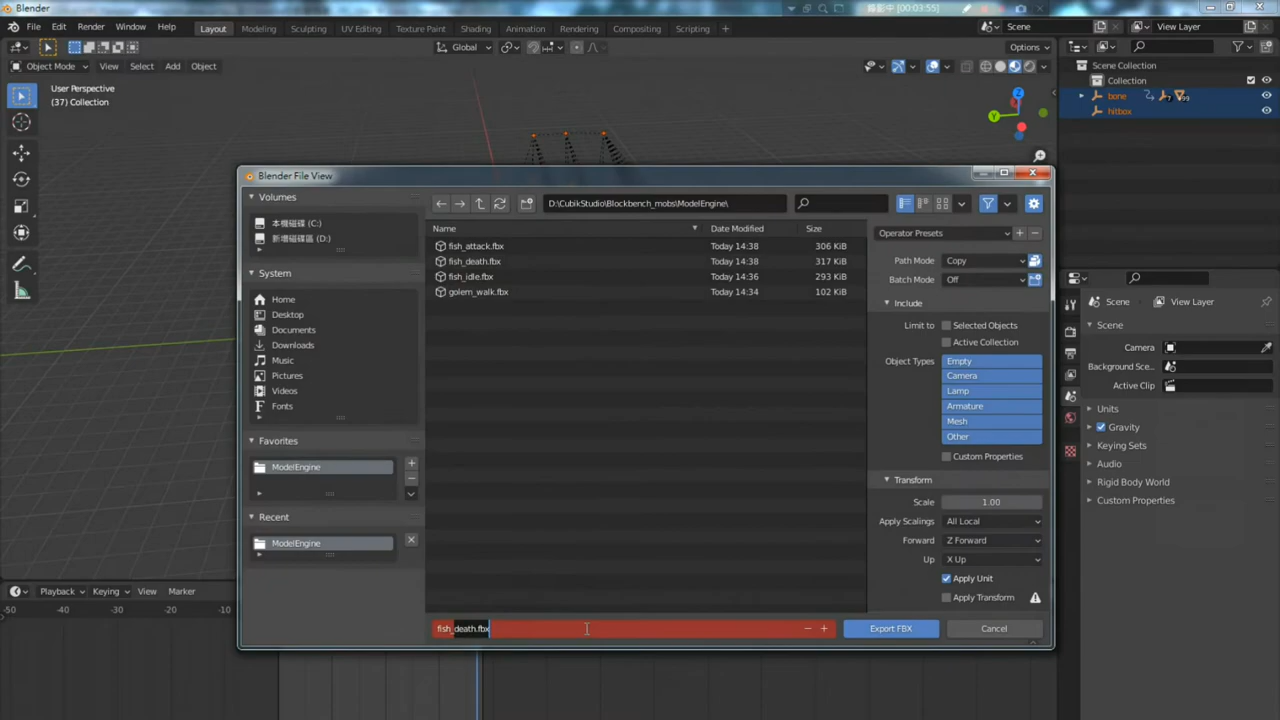 Blender
錄影中 [00:03:55]
File Edit Render Window Help
Layout Modeling Sculpting UV Editing Texture Paint Shading Animation Rendering Compositing Scripting
Scene
View Layer
Global
Options
Object Mode View Select Add Object
User Perspective
(37) Collection
Z
Y
Scene Collection
Collection
bone
7
99
hitbox
Blender File View
Volumes
本機磁碟 (C:)
新增磁碟區 (D:)
System
Home
Desktop
Documents
Downloads
Music
Pictures
Videos
Fonts
Favorites
ModelEngine
Recent
ModelEngine
D:\CubikStudio\Blockbench_mobs\ModelEngine\
Name Date Modified Size
fish_attack.fbx Today 14:38 306 KiB
fish_death.fbx Today 14:38 317 KiB
fish_idle.fbx Today 14:36 293 KiB
golem_walk.fbx Today 14:34 102 KiB
fish_death.fbx
Operator Presets
Path Mode Copy
Batch Mode Off
Include
Limit to Selected Objects
Active Collection
Object Types Empty
Camera
Lamp
Armature
Mesh
Other
Custom Properties
Transform
Scale 1.00
Apply Scalings All Local
Forward Z Forward
Up X Up
Apply Unit
Apply Transform
Export FBX Cancel
Scene View Layer
Scene
Camera
Background Sce...
Active Clip
Units
Gravity
Keying Sets
Audio
Rigid Body World
Custom Properties
Playback Keying View Marker
-50 -40 -30 -20 -10